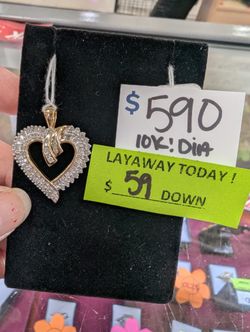 $590
10K: Dia
LAYAWAY TODAY !
$ 59 DOWN